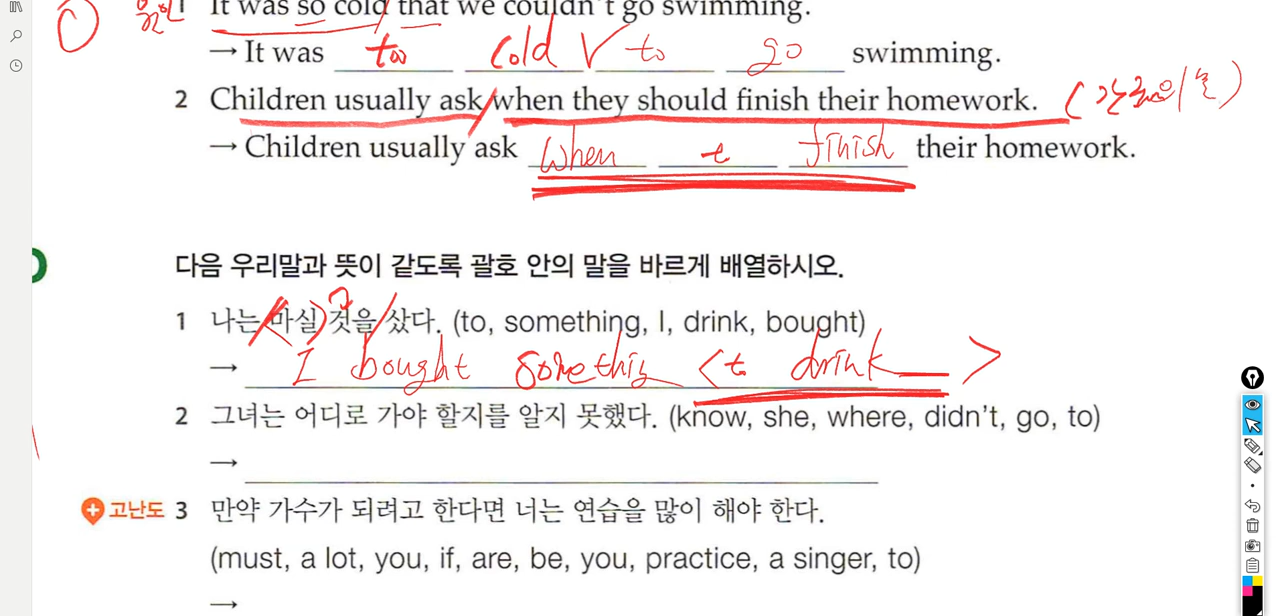 1 It was so cold that we couldn't go swimming.
→ It was too cold to go swimming.
2 Children usually ask when they should finish their homework.
→ Children usually ask when to finish their homework.
다음 우리말과 뜻이 같도록 괄호 안의 말을 바르게 배열하시오.
1 나는 마실 것을 샀다. (to, something, I, drink, bought)
→ I bought something <to drink>
2 그녀는 어디로 가야 할지를 알지 못했다. (know, she, where, didn't, go, to)
→
고난도 3 만약 가수가 되려고 한다면 너는 연습을 많이 해야 한다.
(must, a lot, you, if, are, be, you, practice, a singer, to)
→